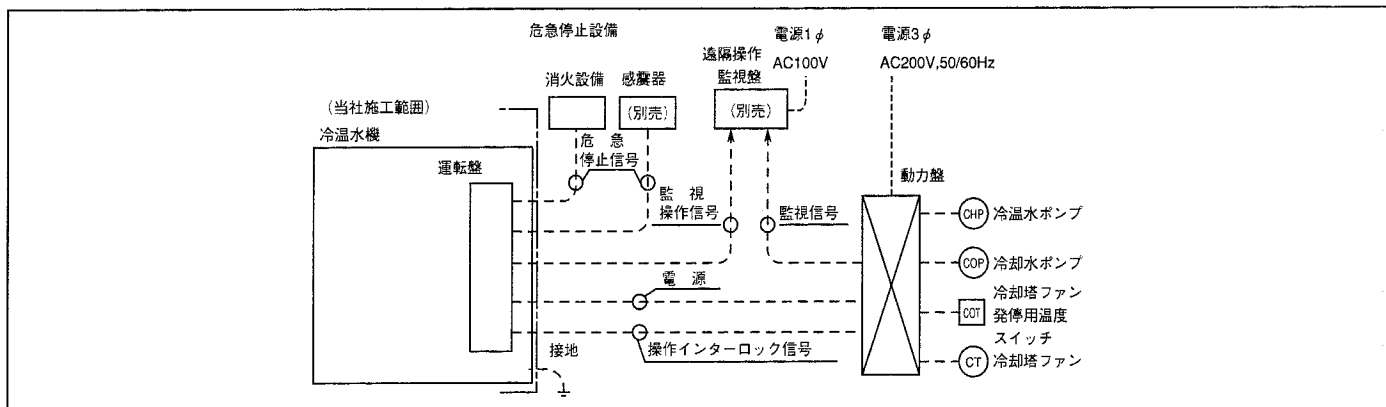 危急停止設備
電源1φ
AC100V
電源3φ
AC200V,50/60Hz
遠隔操作
監視盤
(別売)
消火設備
感震器
(別売)
(当社施工範囲)
冷温水機
運転盤
危 急
停止信号
監 視
操作信号
監視信号
動力盤
CHP 冷温水ポンプ
COP 冷却水ポンプ
COT 冷却塔ファン
発停用温度
スイッチ
CT 冷却塔ファン
電 源
操作インターロック信号
接地